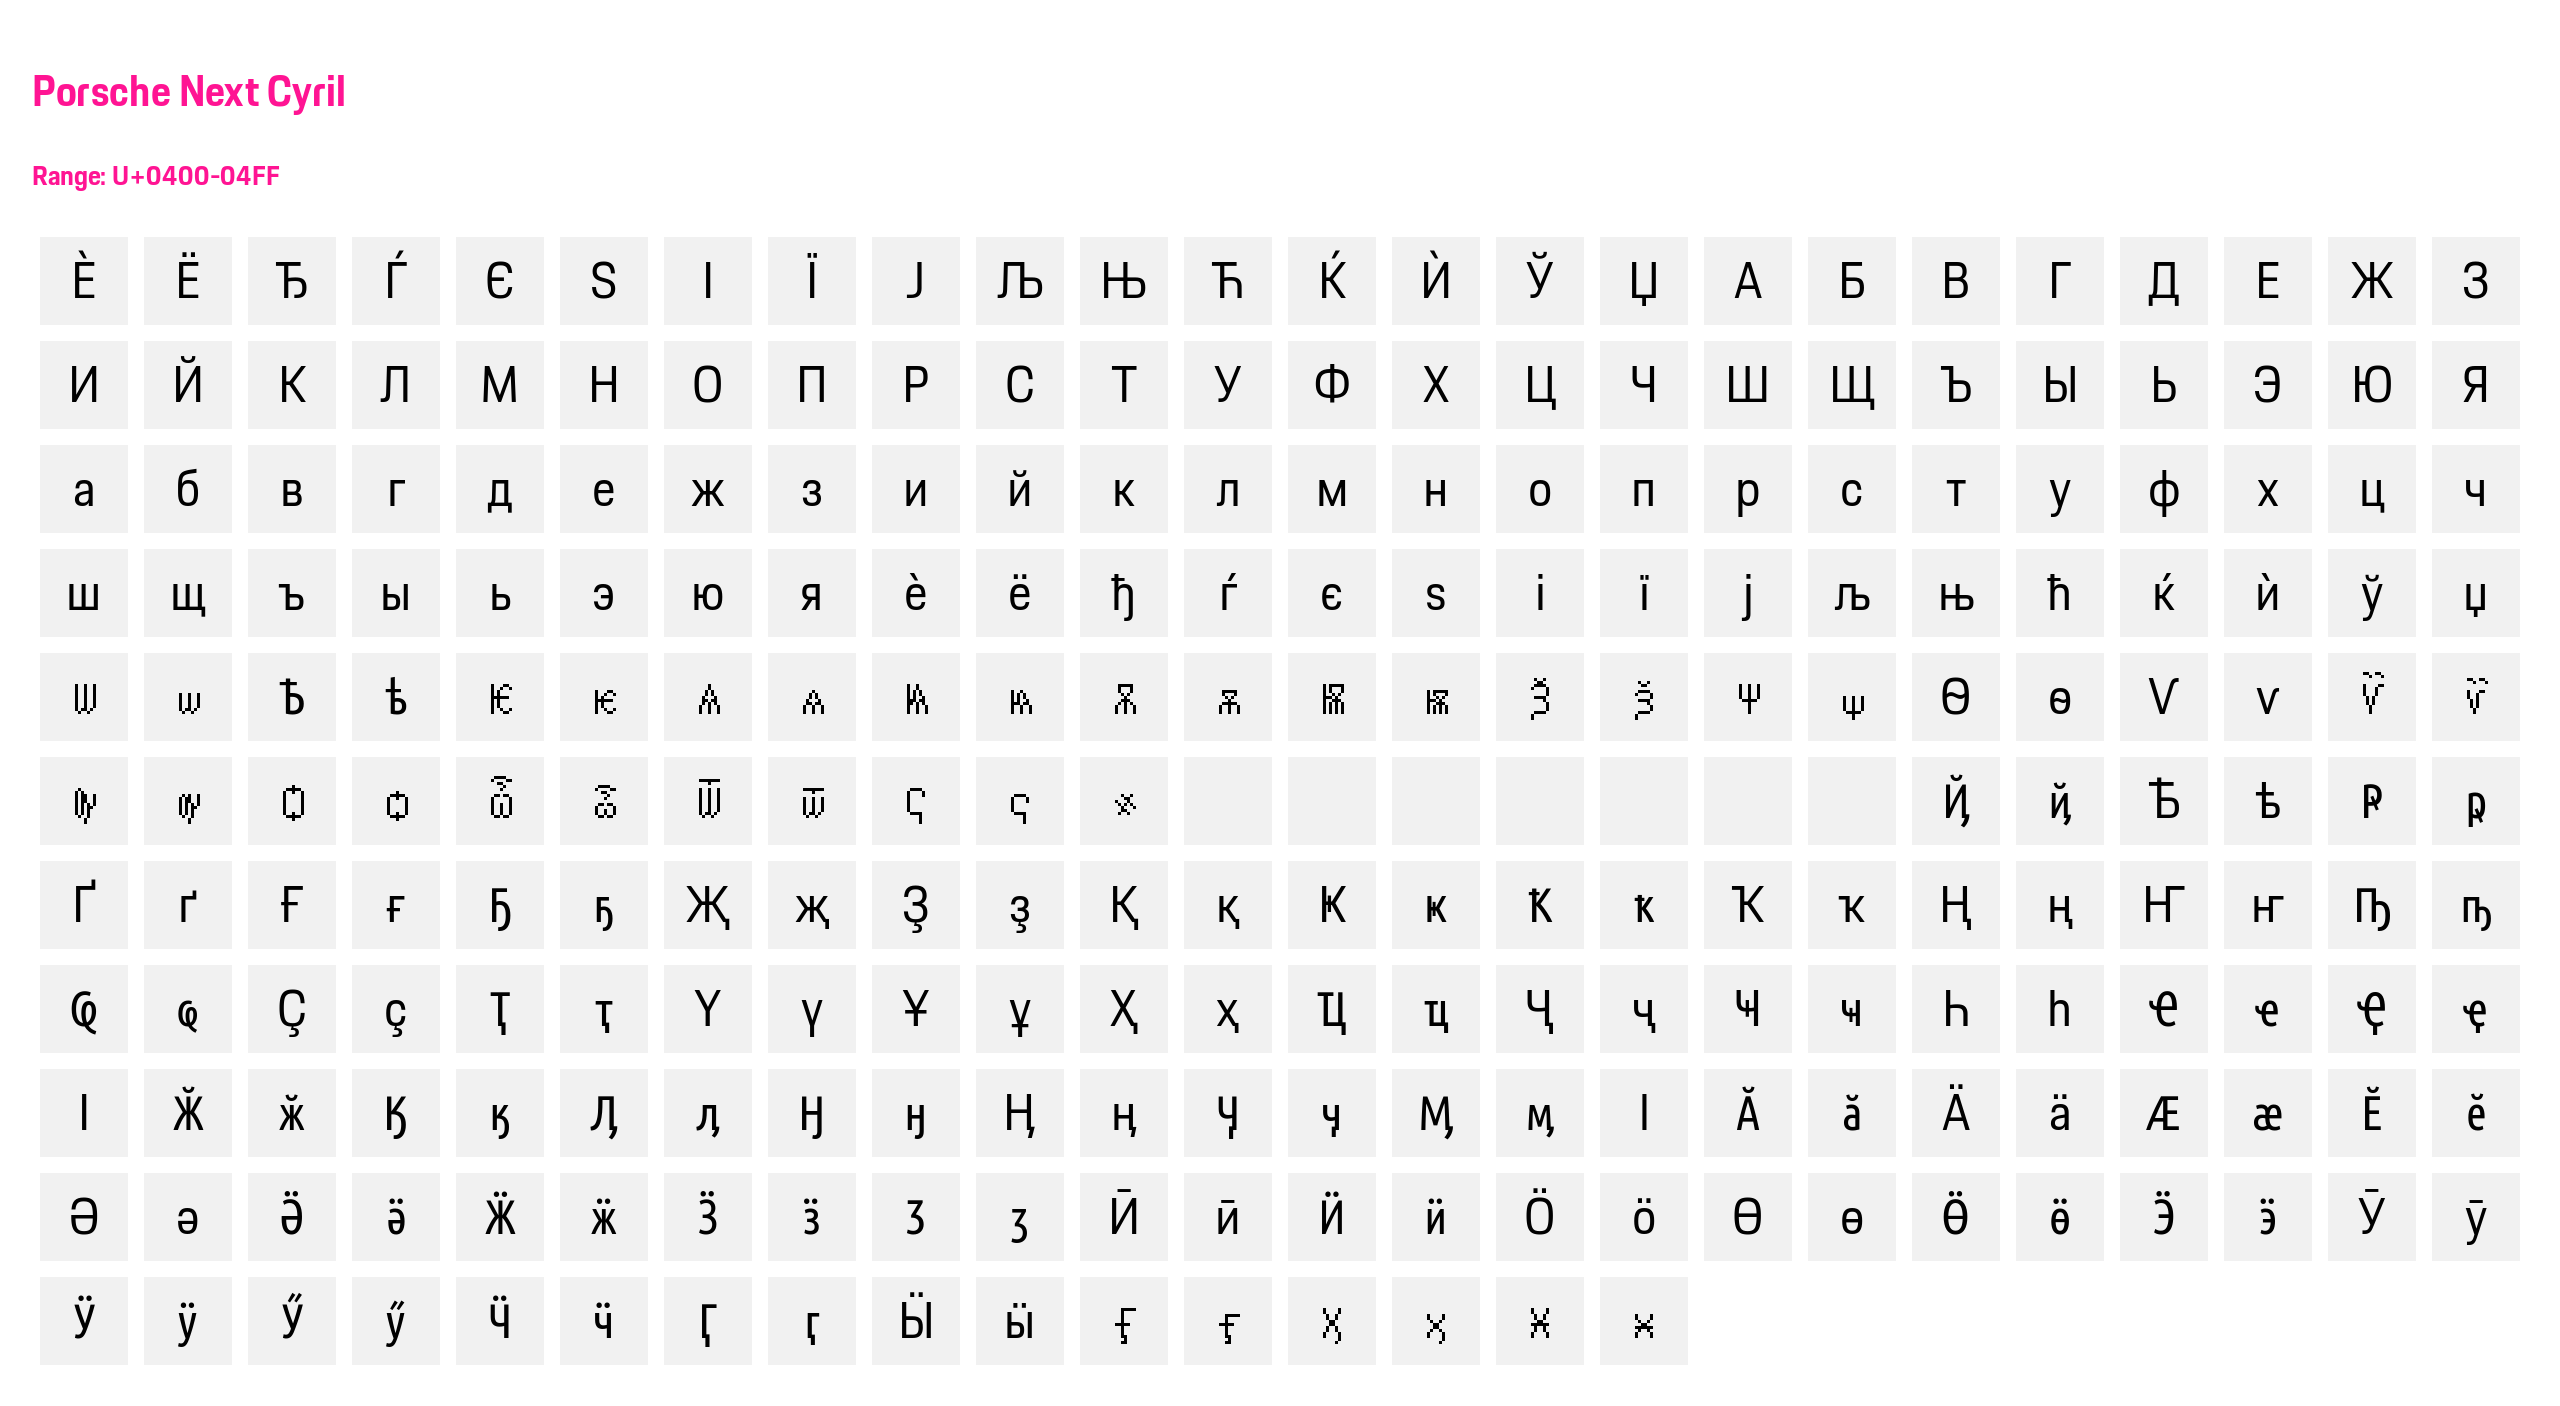 Porsche Next Cyril
Range: U+0400-04FF
Ѐ Ё Ђ Ѓ Є Ѕ І Ї Ј Љ Њ Ћ Ќ Ѝ Ў Џ А Б В Г Д Е Ж З
И Й К Л М Н О П Р С Т У Ф Х Ц Ч Ш Щ Ъ Ы Ь Э Ю Я
а б в г д е ж з и й к л м н о п р с т у ф х ц ч
ш щ ъ ы ь э ю я ѐ ё ђ ѓ є ѕ і ї ј љ њ ћ ќ ѝ ў џ
Ѡ ѡ Ѣ ѣ Ѥ ѥ Ѧ ѧ Ѩ ѩ Ѫ ѫ Ѭ ѭ Ѯ ѯ Ѱ ѱ Ѳ ѳ Ѵ ѵ Ѷ ѷ
Ѹ ѹ Ѻ ѻ Ѽ ѽ Ѿ ѿ Ҁ ҁ ҂ Ҋ ҋ Ҍ ҍ Ҏ ҏ
Ґ ґ Ғ ғ Ҕ ҕ Җ җ Ҙ ҙ Қ қ Ҝ ҝ Ҟ ҟ Ҡ ҡ Ң ң Ҥ ҥ Ҧ ҧ
Ҩ ҩ Ҫ ҫ Ҭ ҭ Ү ү Ұ ұ Ҳ ҳ Ҵ ҵ Ҷ ҷ Ҹ ҹ Һ һ Ҽ ҽ Ҿ ҿ
Ӏ Ӂ ӂ Ӄ ӄ Ӆ ӆ Ӈ ӈ Ӊ ӊ Ӌ ӌ Ӎ ӎ ӏ Ӑ ӑ Ӓ ӓ Ӕ ӕ Ӗ ӗ
Ә ә Ӛ ӛ Ӝ ӝ Ӟ ӟ Ӡ ӡ Ӣ ӣ Ӥ ӥ Ӧ ӧ Ө ө Ӫ ӫ Ӭ ӭ Ӯ ӯ
Ӱ ӱ Ӳ ӳ Ӵ ӵ Ӷ ӷ Ӹ ӹ Ӻ ӻ Ӽ ӽ Ӿ ӿ